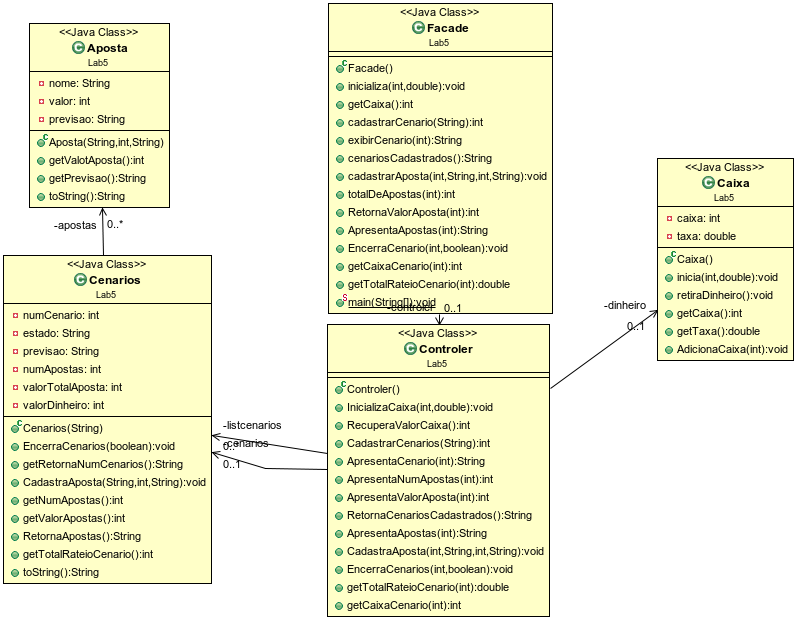 <<Java Class>>
Aposta
Lab5
nome: String
valor: int
previsao: String
Aposta(String,int,String)
getValotAposta():int
getPrevisao():String
toString():String
-apostas
0..*
<<Java Class>>
Cenarios
Lab5
numCenario: int
estado: String
previsao: String
numApostas: int
valorTotalAposta: int
valorDinheiro: int
Cenarios(String)
EncerraCenarios(boolean):void
getRetornaNumCenarios():String
CadastraAposta(String,int,String):void
getNumApostas():int
getValorApostas():int
RetornaApostas():String
getTotalRateioCenario():int
toString():String
<<Java Class>>
Facade
Lab5
Facade()
inicializa(int,double):void
getCaixa():int
cadastrarCenario(String):int
exibirCenario(int):String
cenariosCadastrados():String
cadastrarAposta(int,String,int,String):void
totalDeApostas(int):int
RetornaValorAposta(int):int
ApresentaApostas(int):String
EncerraCenario(int,boolean):void
getCaixaCenario(int):int
getTotalRateioCenario(int):double
main(String[]):void
-controler
0..1
<<Java Class>>
Controler
Lab5
Controler()
InicializaCaixa(int,double):void
RecuperaValorCaixa():int
CadastrarCenarios(String):int
ApresentaCenario(int):String
ApresentaNumApostas(int):int
ApresentaValorAposta(int):int
RetornaCenariosCadastrados():String
ApresentaApostas(int):String
CadastraAposta(int,String,int,String):void
EncerraCenarios(int,boolean):void
getTotalRateioCenario(int):double
getCaixaCenario(int):int
-listcenarios
0..*
-cenarios
0..1
-dinheiro
0..1
<<Java Class>>
Caixa
Lab5
caixa: int
taxa: double
Caixa()
inicia(int,double):void
retiraDinheiro():void
getCaixa():int
getTaxa():double
AdicionaCaixa(int):void